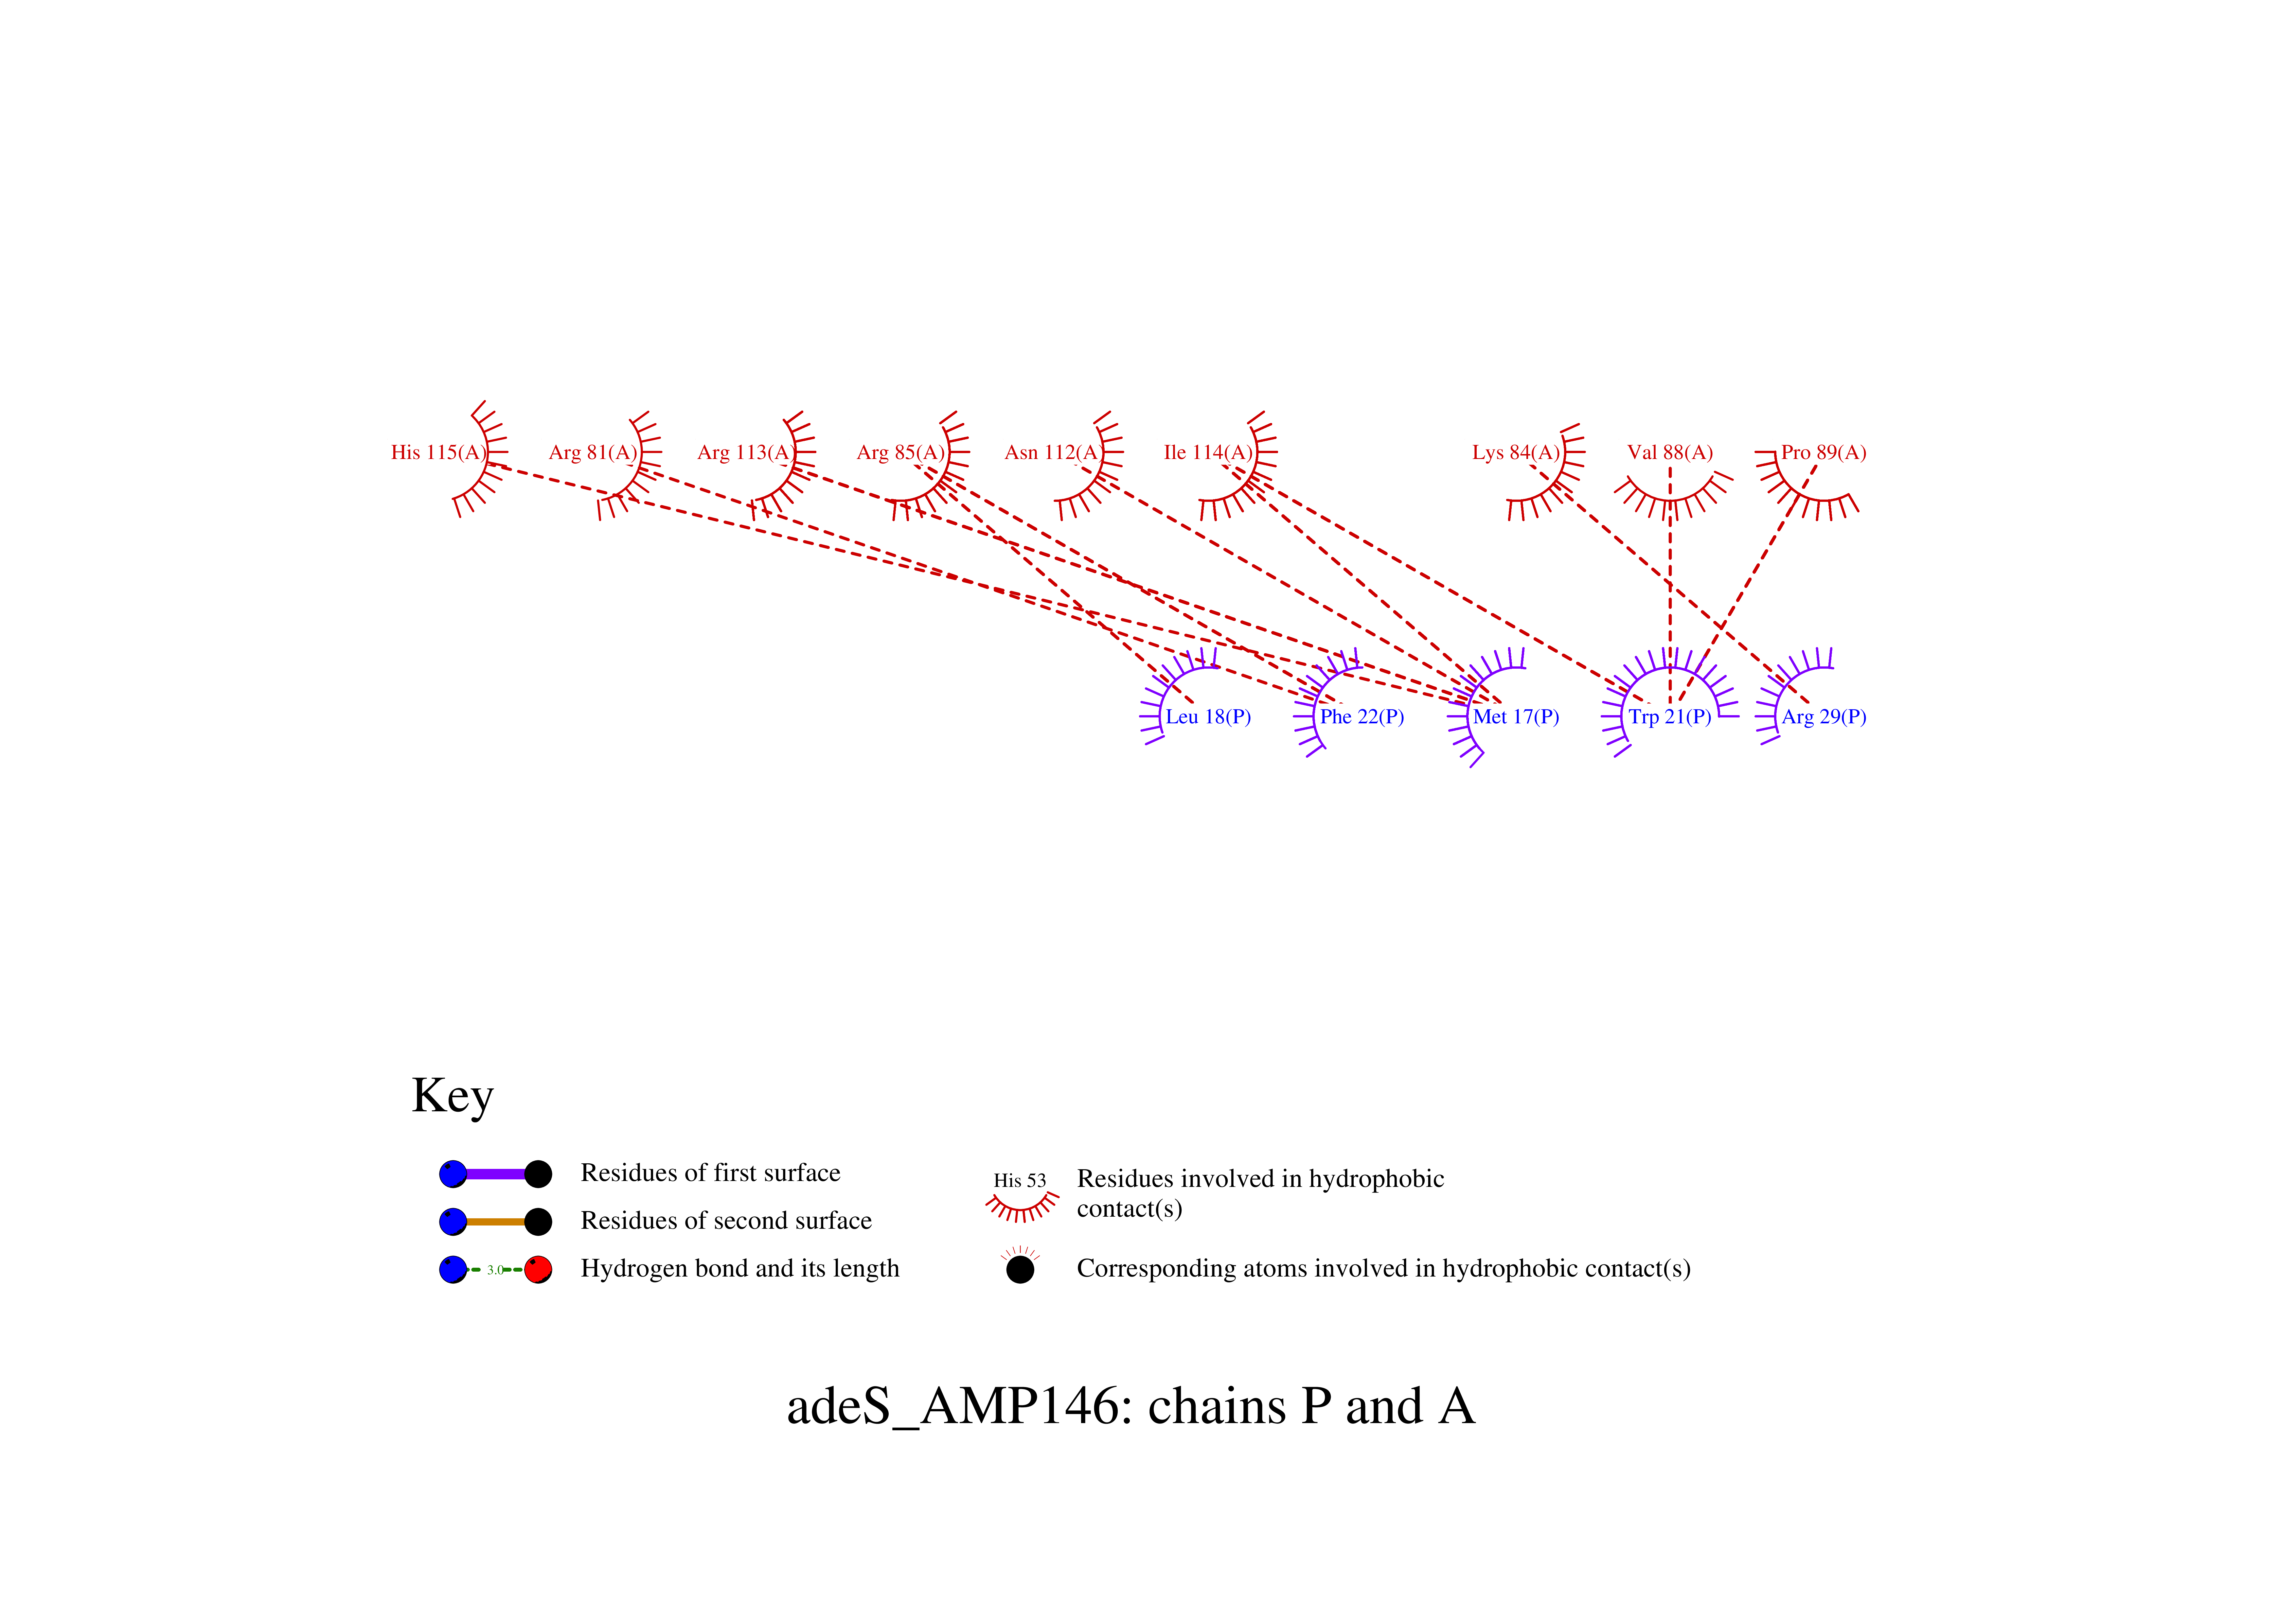 His 115(A) Arg 81(A) Arg 113(A) Arg 85(A) Asn 112(A) Ile 114(A) Lys 84(A) Val 88(A) Pro 89(A)
Leu 18(P) Phe 22(P) Met 17(P) Trp 21(P) Arg 29(P)
Key
Residues of first surface
Residues of second surface
3.0 Hydrogen bond and its length
His 53 Residues involved in hydrophobic
contact(s)
Corresponding atoms involved in hydrophobic contact(s)
adeS_AMP146: chains P and A